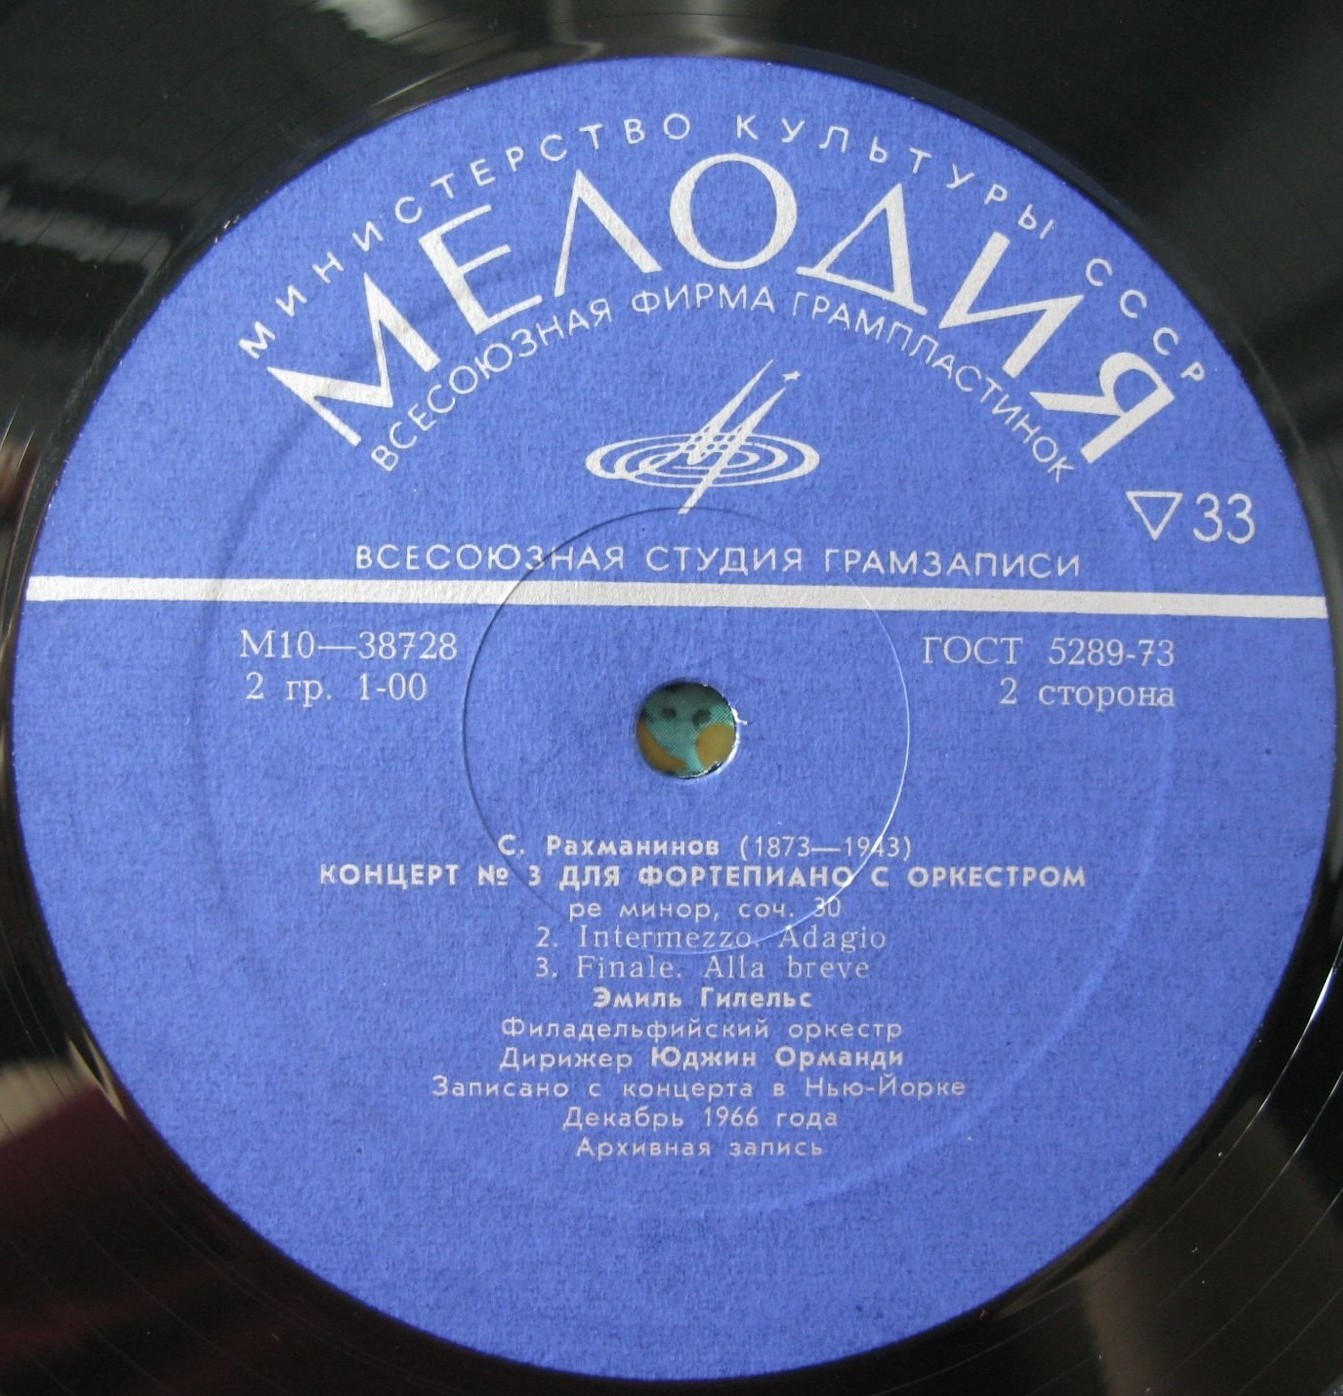 МИНИСТЕРСТВО КУЛЬТУРЫ СССР
МЕЛОДИЯ
ВСЕСОЮЗНАЯ ФИРМА ГРАМПЛАСТИНОК
33
ВСЕСОЮЗНАЯ СТУДИЯ ГРАМЗАПИСИ
М10—38728
ГОСТ 5289-73
2 гр. 1-00
2 сторона
С. Рахманинов (1873—1943)
КОНЦЕРТ № 3 ДЛЯ ФОРТЕПИАНО С ОРКЕСТРОМ
ре минор, соч. 30
2. Intermezzo. Adagio
3. Finale. Alla breve
Эмиль Гилельс
Филадельфийский оркестр
Дирижер Юджин Орманди
Записано с концерта в Нью-Йорке
Декабрь 1966 года
Архивная запись